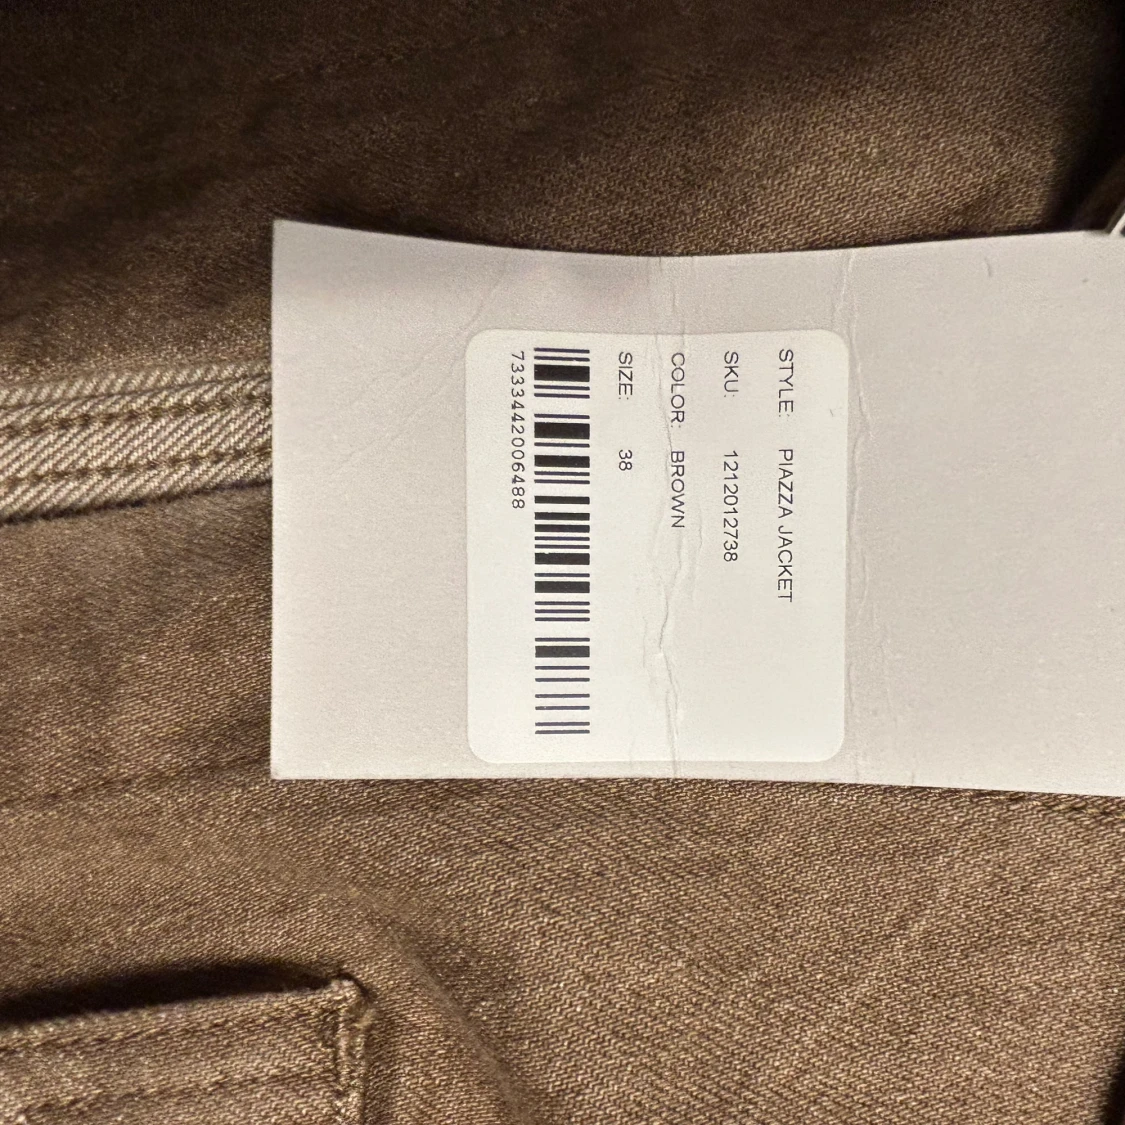 STYLE: PIAZZA JACKET
SKU: 1212012738
COLOR: BROWN
SIZE: 38
7333442006488